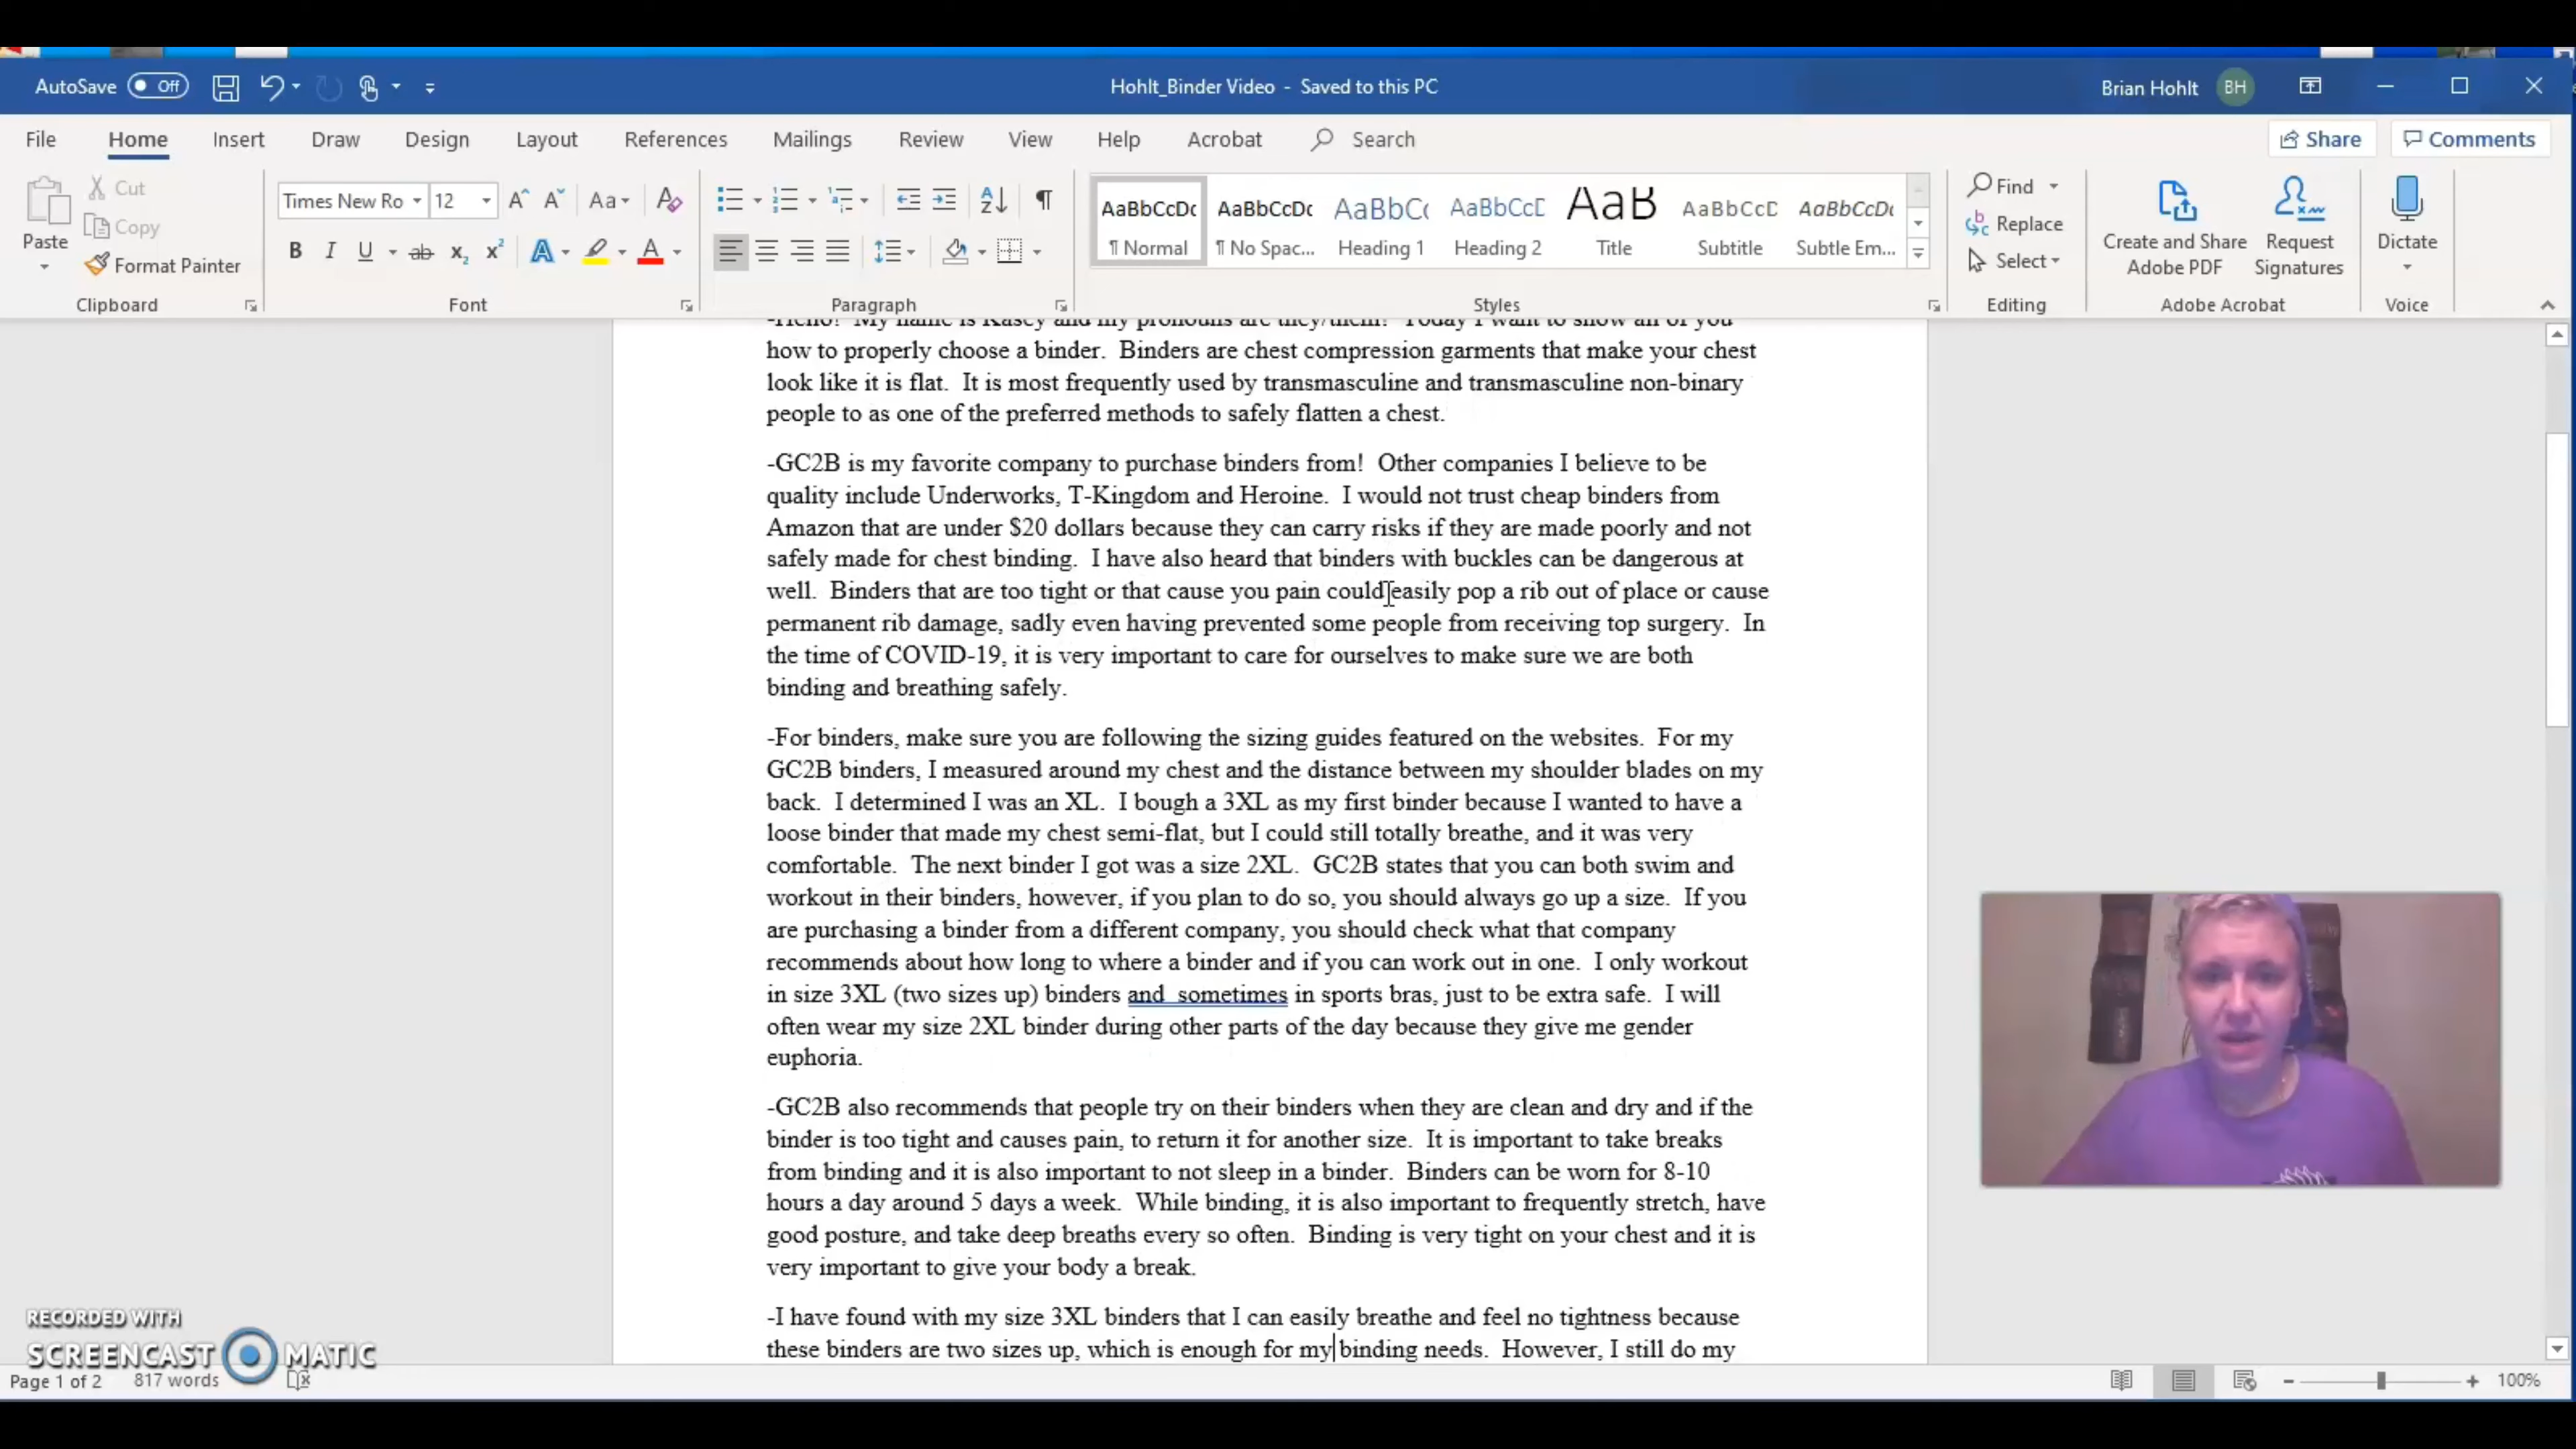 AutoSave Off
Hohlt_Binder Video - Saved to this PC
Brian Hohlt BH
File Home Insert Draw Design Layout References Mailings Review View Help Acrobat Search
Share Comments
Cut
Copy
Paste
Format Painter
Clipboard
Times New Ro 12
Font
Paragraph
AaBbCcDc AaBbCcDc AaBbC AaBbCcD AaB AaBbCcD AaBbCcDc
¶ Normal ¶ No Spac... Heading 1 Heading 2 Title Subtitle Subtle Em...
Styles
Find
Replace
Select
Editing
Create and Share
Adobe PDF
Request
Signatures
Adobe Acrobat
Dictate
Voice
-Hello! My name is Kasey and my pronouns are they/them! Today I want to show all of you
how to properly choose a binder. Binders are chest compression garments that make your chest
look like it is flat. It is most frequently used by transmasculine and transmasculine non-binary
people to as one of the preferred methods to safely flatten a chest.
-GC2B is my favorite company to purchase binders from! Other companies I believe to be
quality include Underworks, T-Kingdom and Heroine. I would not trust cheap binders from
Amazon that are under $20 dollars because they can carry risks if they are made poorly and not
safely made for chest binding. I have also heard that binders with buckles can be dangerous at
well. Binders that are too tight or that cause you pain could easily pop a rib out of place or cause
permanent rib damage, sadly even having prevented some people from receiving top surgery. In
the time of COVID-19, it is very important to care for ourselves to make sure we are both
binding and breathing safely.
-For binders, make sure you are following the sizing guides featured on the websites. For my
GC2B binders, I measured around my chest and the distance between my shoulder blades on my
back. I determined I was an XL. I bough a 3XL as my first binder because I wanted to have a
loose binder that made my chest semi-flat, but I could still totally breathe, and it was very
comfortable. The next binder I got was a size 2XL. GC2B states that you can both swim and
workout in their binders, however, if you plan to do so, you should always go up a size. If you
are purchasing a binder from a different company, you should check what that company
recommends about how long to where a binder and if you can work out in one. I only workout
in size 3XL (two sizes up) binders and sometimes in sports bras, just to be extra safe. I will
often wear my size 2XL binder during other parts of the day because they give me gender
euphoria.
-GC2B also recommends that people try on their binders when they are clean and dry and if the
binder is too tight and causes pain, to return it for another size. It is important to take breaks
from binding and it is also important to not sleep in a binder. Binders can be worn for 8-10
hours a day around 5 days a week. While binding, it is also important to frequently stretch, have
good posture, and take deep breaths every so often. Binding is very tight on your chest and it is
very important to give your body a break.
-I have found with my size 3XL binders that I can easily breathe and feel no tightness because
these binders are two sizes up, which is enough for my binding needs. However, I still do my
RECORDED WITH
SCREENCAST MATIC
Page 1 of 2 817 words
100%